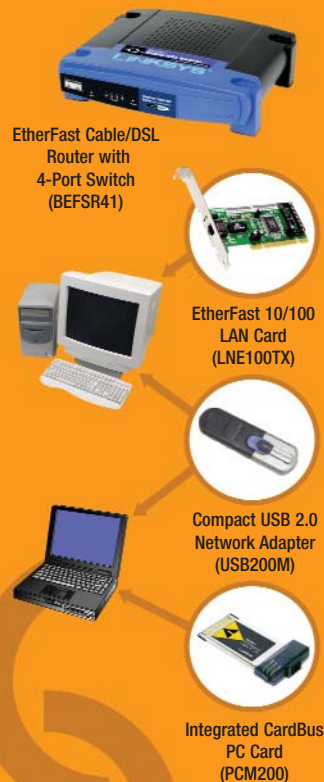 LINKSYS
EtherFast Cable/DSL
Router with
4-Port Switch
(BEFSR41)
EtherFast 10/100
LAN Card
(LNE100TX)
Compact USB 2.0
Network Adapter
(USB200M)
Integrated CardBus
PC Card
(PCM200)